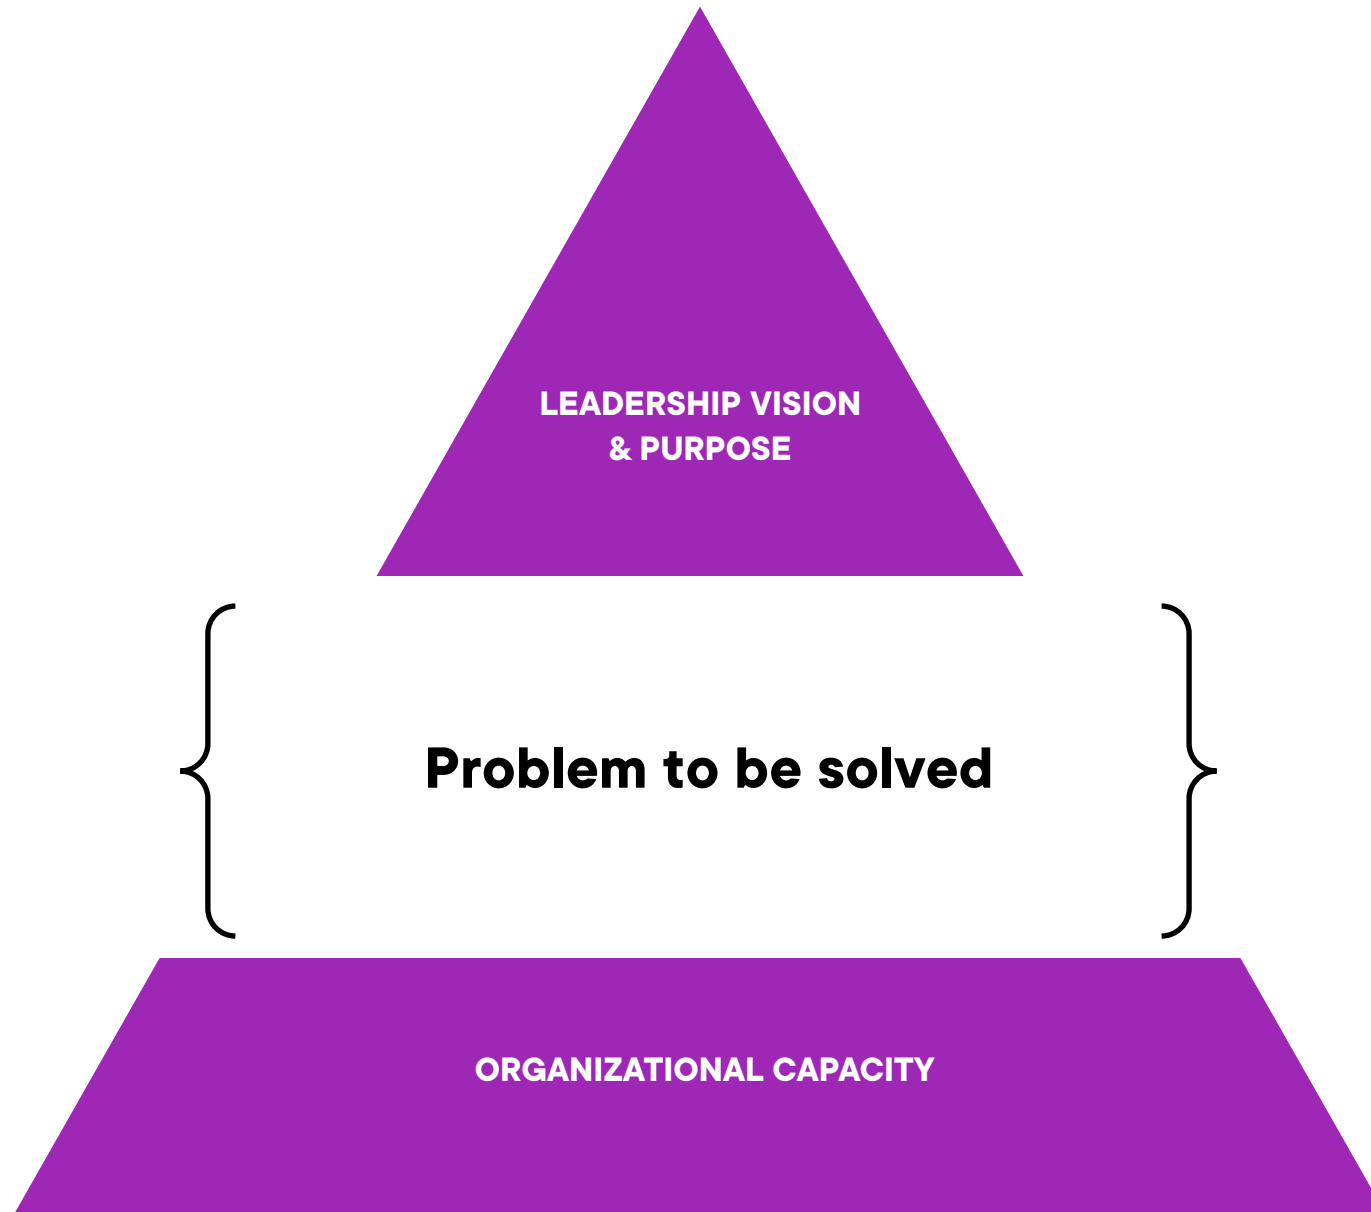 LEADERSHIP VISION
& PURPOSE
Problem to be solved
ORGANIZATIONAL CAPACITY